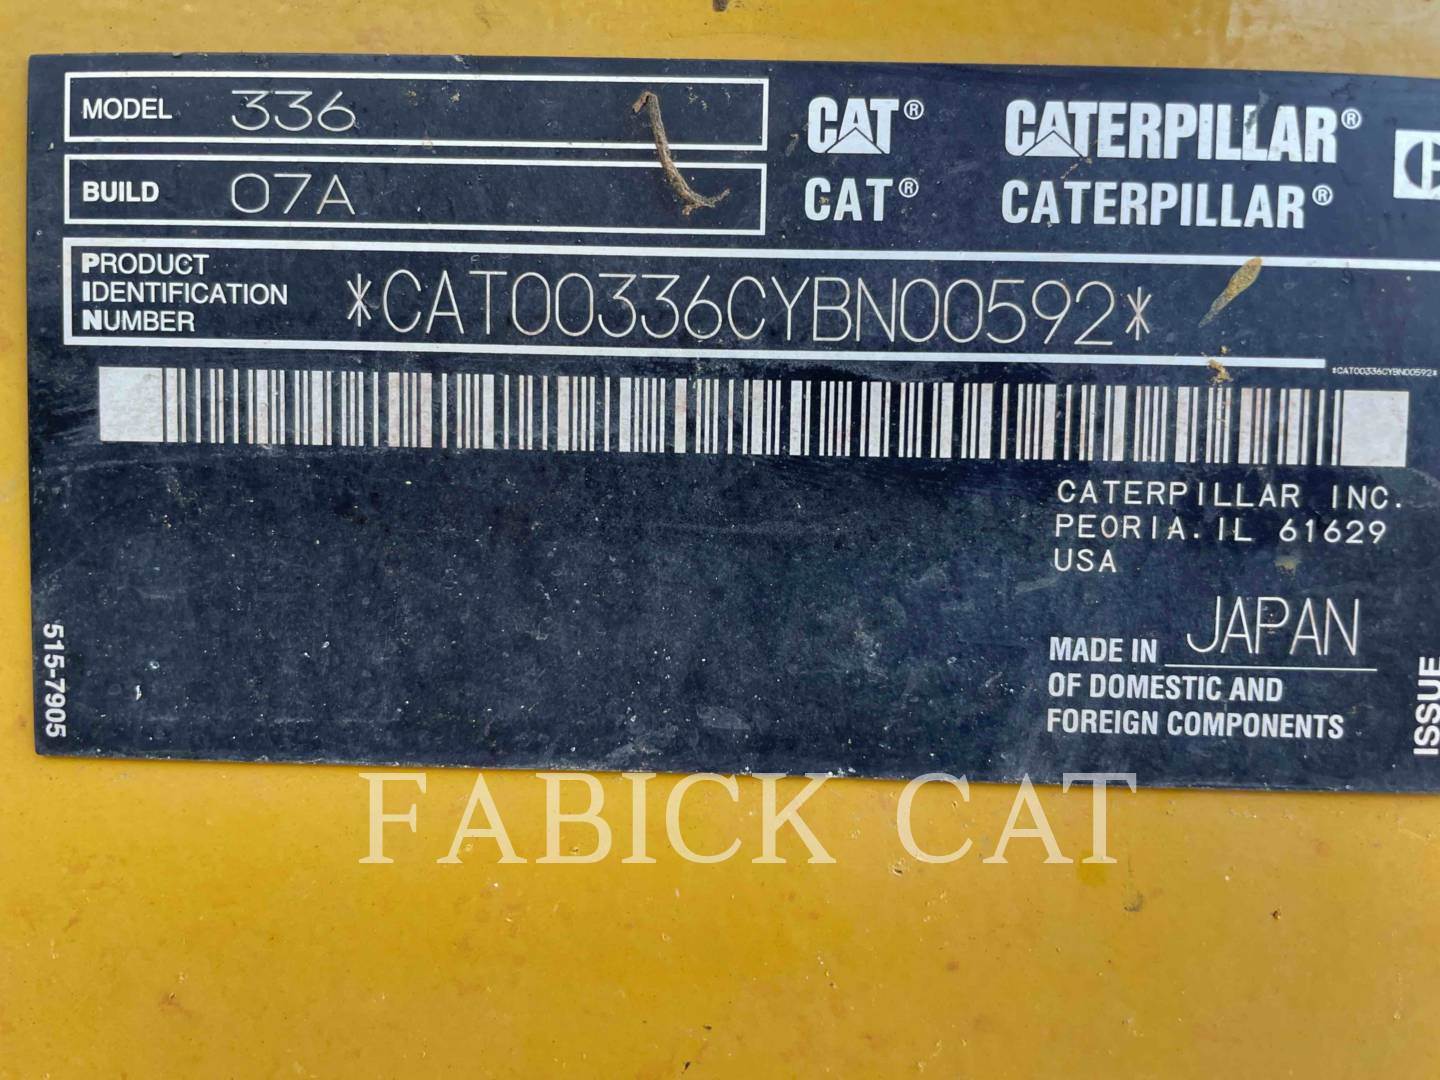 MODEL 336
BUILD 07A
CAT® CATERPILLAR®
CAT® CATERPILLAR®
PRODUCT
IDENTIFICATION
NUMBER
*CAT00336CYBN00592*
*CAT00336CYBN00592*
CATERPILLAR INC.
PEORIA. IL 61629
USA
MADE IN JAPAN
OF DOMESTIC AND
FOREIGN COMPONENTS
515-7905
ISSUE
FABICK CAT